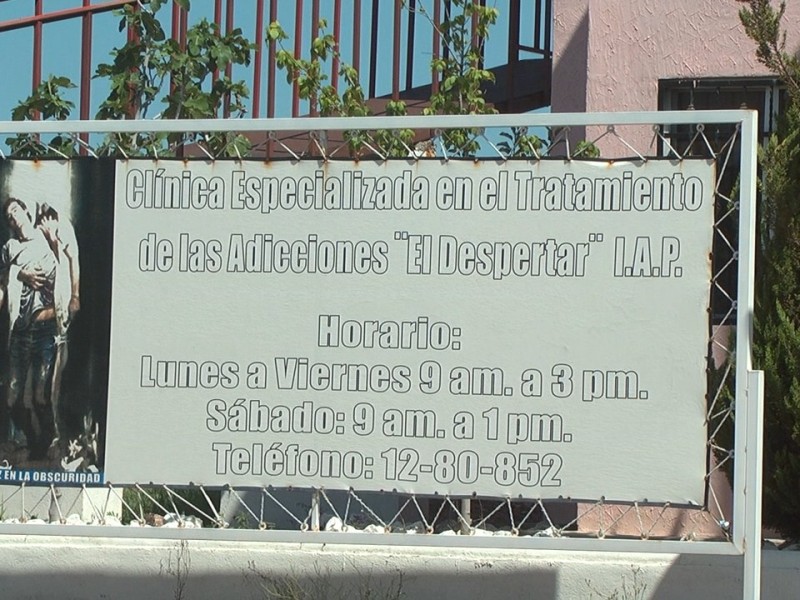 Clínica Especializada en el Tratamiento
de las Adicciones ¨El Despertar¨ I.A.P.
Horario:
Lunes a Viernes 9 am. a 3 pm.
Sábado: 9 am. a 1 pm.
Teléfono: 12-80-852
EN LA OBSCURIDAD